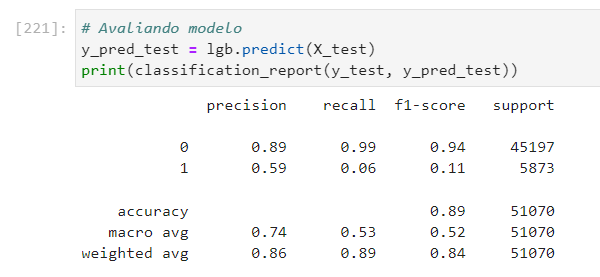 [221]: # Avaliando modelo
y_pred_test = lgb.predict(X_test)
print(classification_report(y_test, y_pred_test))
precision recall f1-score support
0 0.89 0.99 0.94 45197
1 0.59 0.06 0.11 5873
accuracy 0.89 51070
macro avg 0.74 0.53 0.52 51070
weighted avg 0.86 0.89 0.84 51070